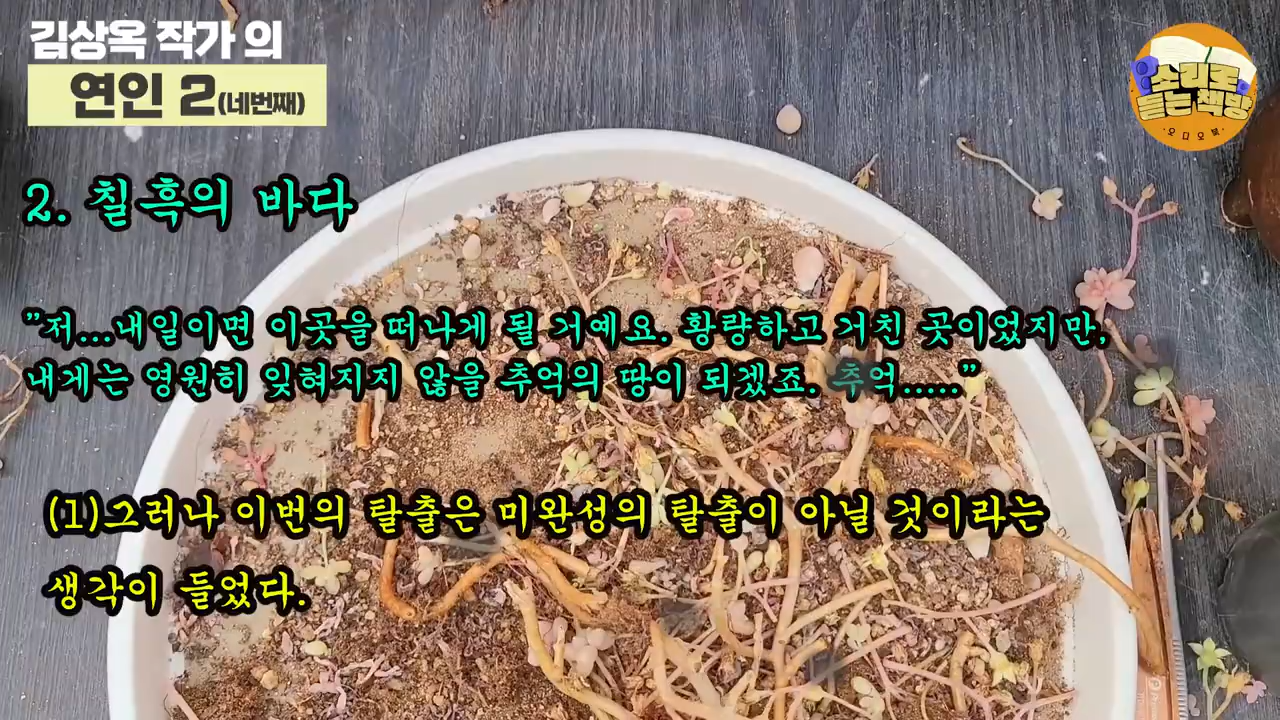 김상옥 작가 의
연인 2(네번째)
소리로
듣는 책방
·오디오북·
2. 칠흑의 바다
"저...내일이면 이곳을 떠나게 될 거예요. 황량하고 거친 곳이었지만,
내게는 영원히 잊혀지지 않을 추억의 땅이 되겠죠. 추억....."
(1)그러나 이번의 탈출은 미완성의 탈출이 아닐 것이라는
생각이 들었다.